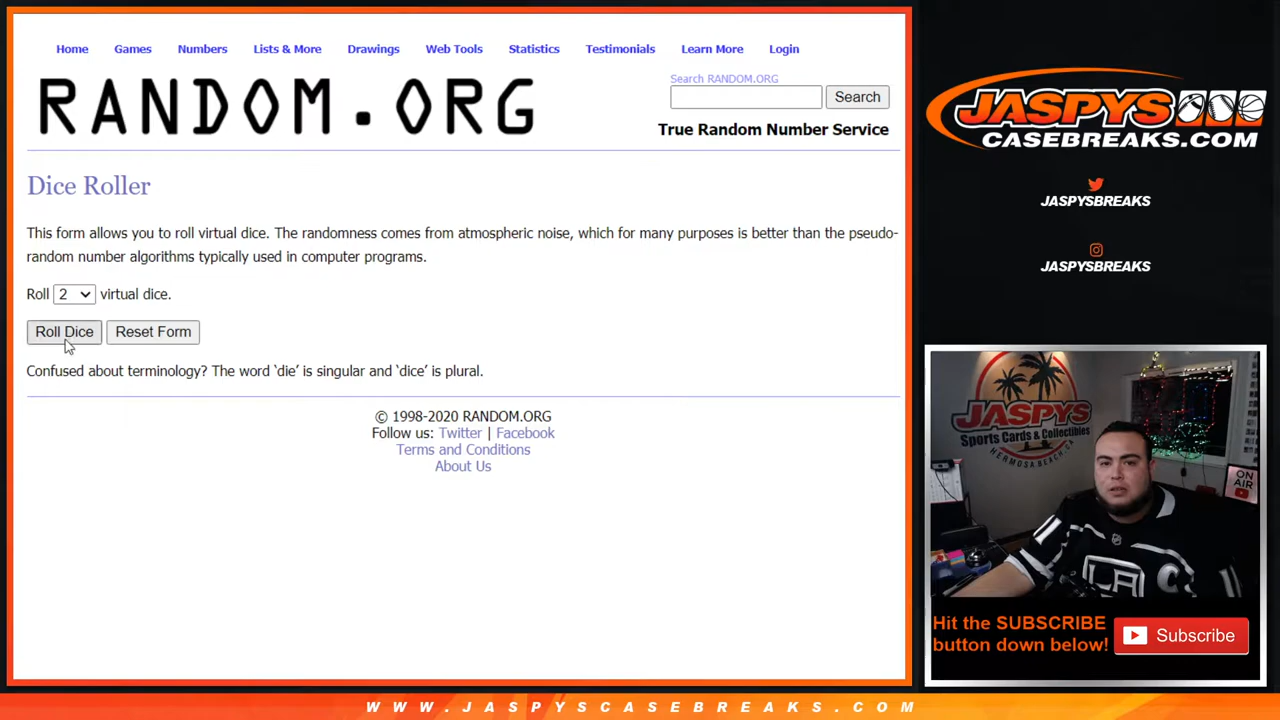 Home Games Numbers Lists & More Drawings Web Tools Statistics Testimonials Learn More Login
RANDOM.ORG
Search RANDOM.ORG
Search
True Random Number Service
Dice Roller
This form allows you to roll virtual dice. The randomness comes from atmospheric noise, which for many purposes is better than the pseudo-
random number algorithms typically used in computer programs.
Roll 2 virtual dice.
Roll Dice Reset Form
Confused about terminology? The word ‘die’ is singular and ‘dice’ is plural.
© 1998-2020 RANDOM.ORG
Follow us: Twitter | Facebook
Terms and Conditions
About Us
JASPYS
CASEBREAKS.COM
JASPYSBREAKS
JASPYSBREAKS
JASPYS
Sports Cards & Collectibles
HERMOSA BEACH, CA
ON
AIR
LA
C
Hit the SUBSCRIBE
button down below!
Subscribe
WWW.JASPYSCASEBREAKS.COM